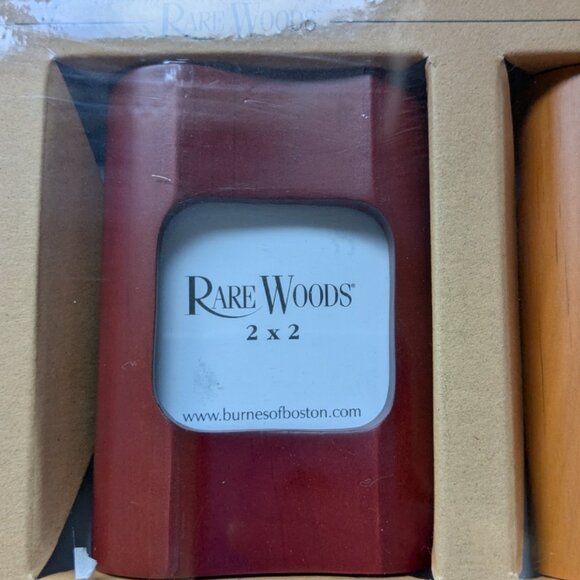 RARE WOODS
RARE WOODS®
2 x 2
www.burnesofboston.com